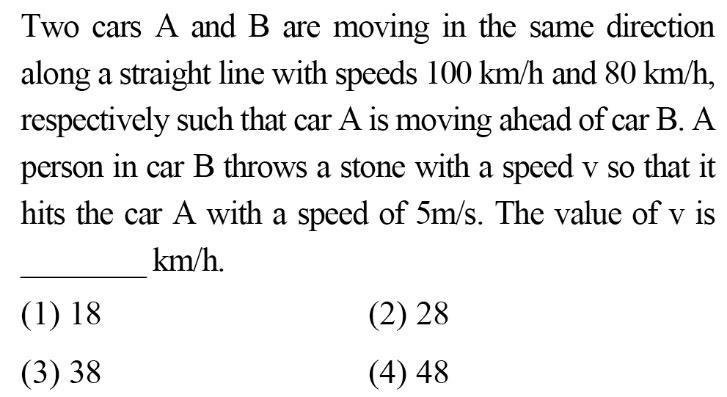 Two cars A and B are moving in the same direction
along a straight line with speeds 100 km/h and 80 km/h,
respectively such that car A is moving ahead of car B. A
person in car B throws a stone with a speed v so that it
hits the car A with a speed of 5m/s. The value of v is
_________ km/h.
(1) 18 (2) 28
(3) 38 (4) 48